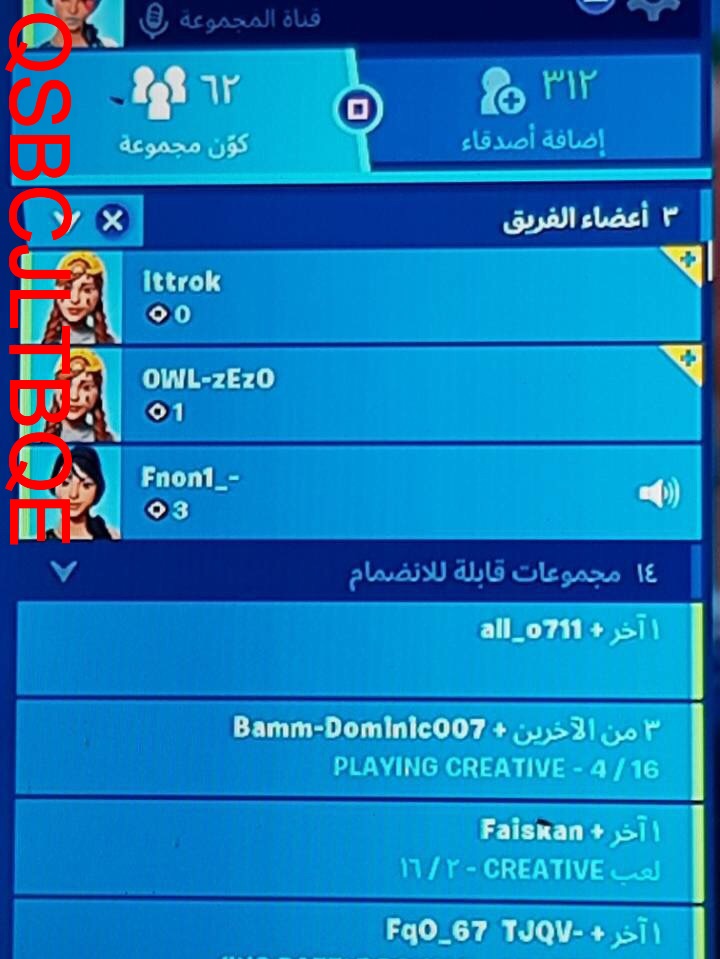 قناة المجموعة
٣١٢
إضافة أصدقاء
٦٢
كوّن مجموعة
٣ أعضاء الفريق
ittrok
0
OWL-zEzO
1
Fnon1_-
3
١٤ مجموعات قابلة للانضمام
all_o711 + ١ آخر
Bamm-Dominic007 + ٣ من الآخرين
PLAYING CREATIVE - 4 / 16
Faiskan + ١ آخر
لعب CREATIVE - ٢ / ١٦
FqO_67 TJQV- + ١ آخر
QSBCJLTBQE